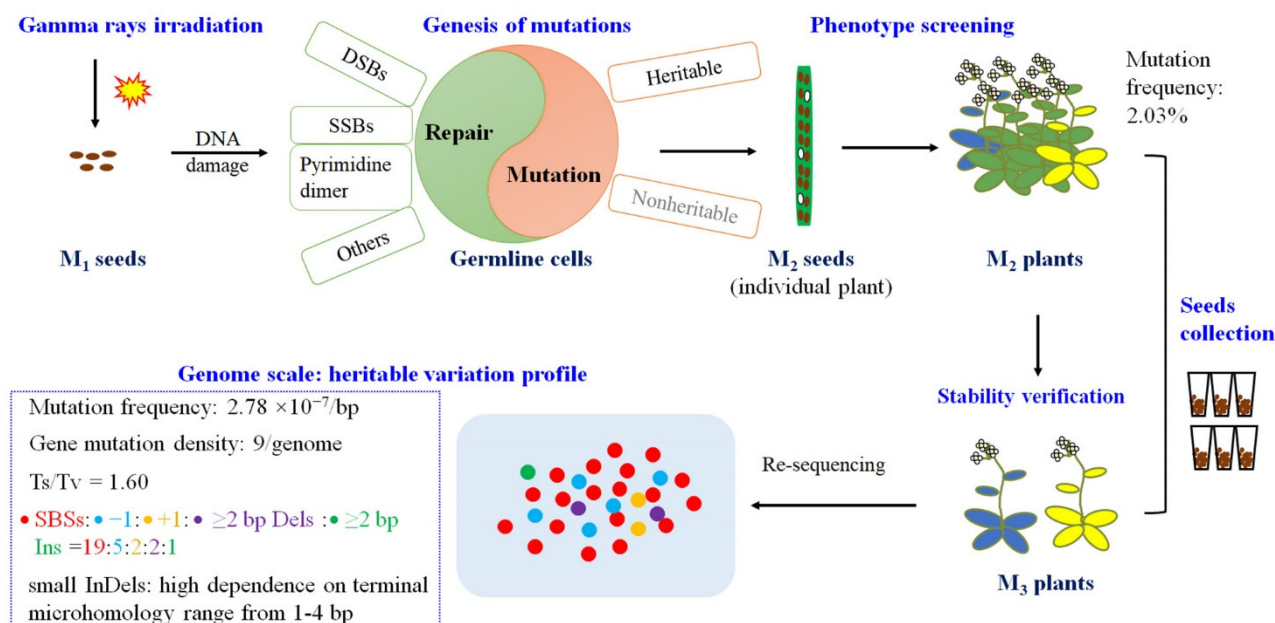 Gamma rays irradiation
DNA
damage
M₁ seeds
Genesis of mutations
DSBs
SSBs
Pyrimidine
dimer
Others
Repair
Mutation
Heritable
Nonheritable
Germline cells
Phenotype screening
M₂ seeds
(individual plant)
M₂ plants
Mutation
frequency:
2.03%
Seeds
collection
Stability verification
M₃ plants
Re-sequencing
Genome scale: heritable variation profile
Mutation frequency: 2.78 ×10⁻⁷/bp
Gene mutation density: 9/genome
Ts/Tv = 1.60
• SBSs:• −1:• +1:• ≥2 bp Dels :• ≥2 bp
Ins =19:5:2:2:1
small InDels: high dependence on terminal
microhomology range from 1-4 bp